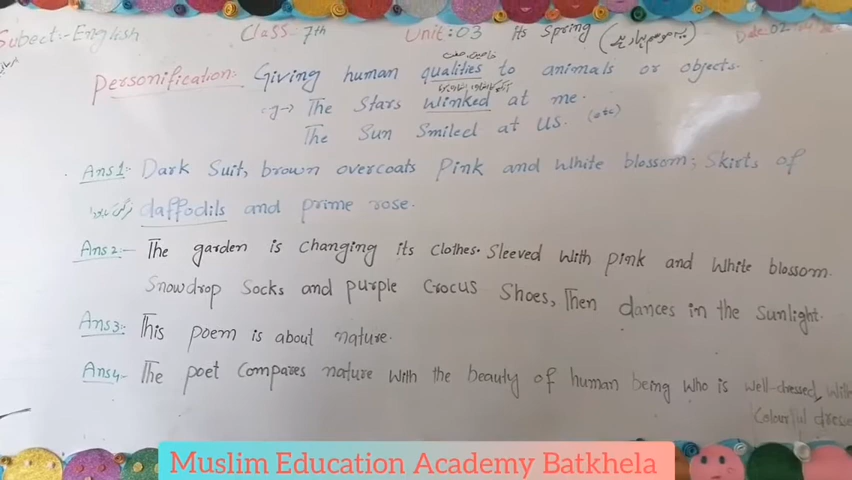 Subect:- English Class 7th Unit: 03 Its Spring Date 02
Personification:- Giving human qualities to animals or objects.
e.g → The Stars winked at me.
The Sun Smiled at US. (etc)
Ans1:- Dark Suit, brown overcoats Pink and White blossom; Skirts of
daffodils and prime rose.
Ans2:- The garden is changing its clothes. Sleeved with pink and white blossom.
Snowdrop Socks and purple Crocus Shoes, Then dances in the Sunlight.
Ans3:- This poem is about nature.
Ans4- The poet Compares nature with the beauty of human being who is well-dressed, with
Colourful dress
Muslim Education Academy Batkhela